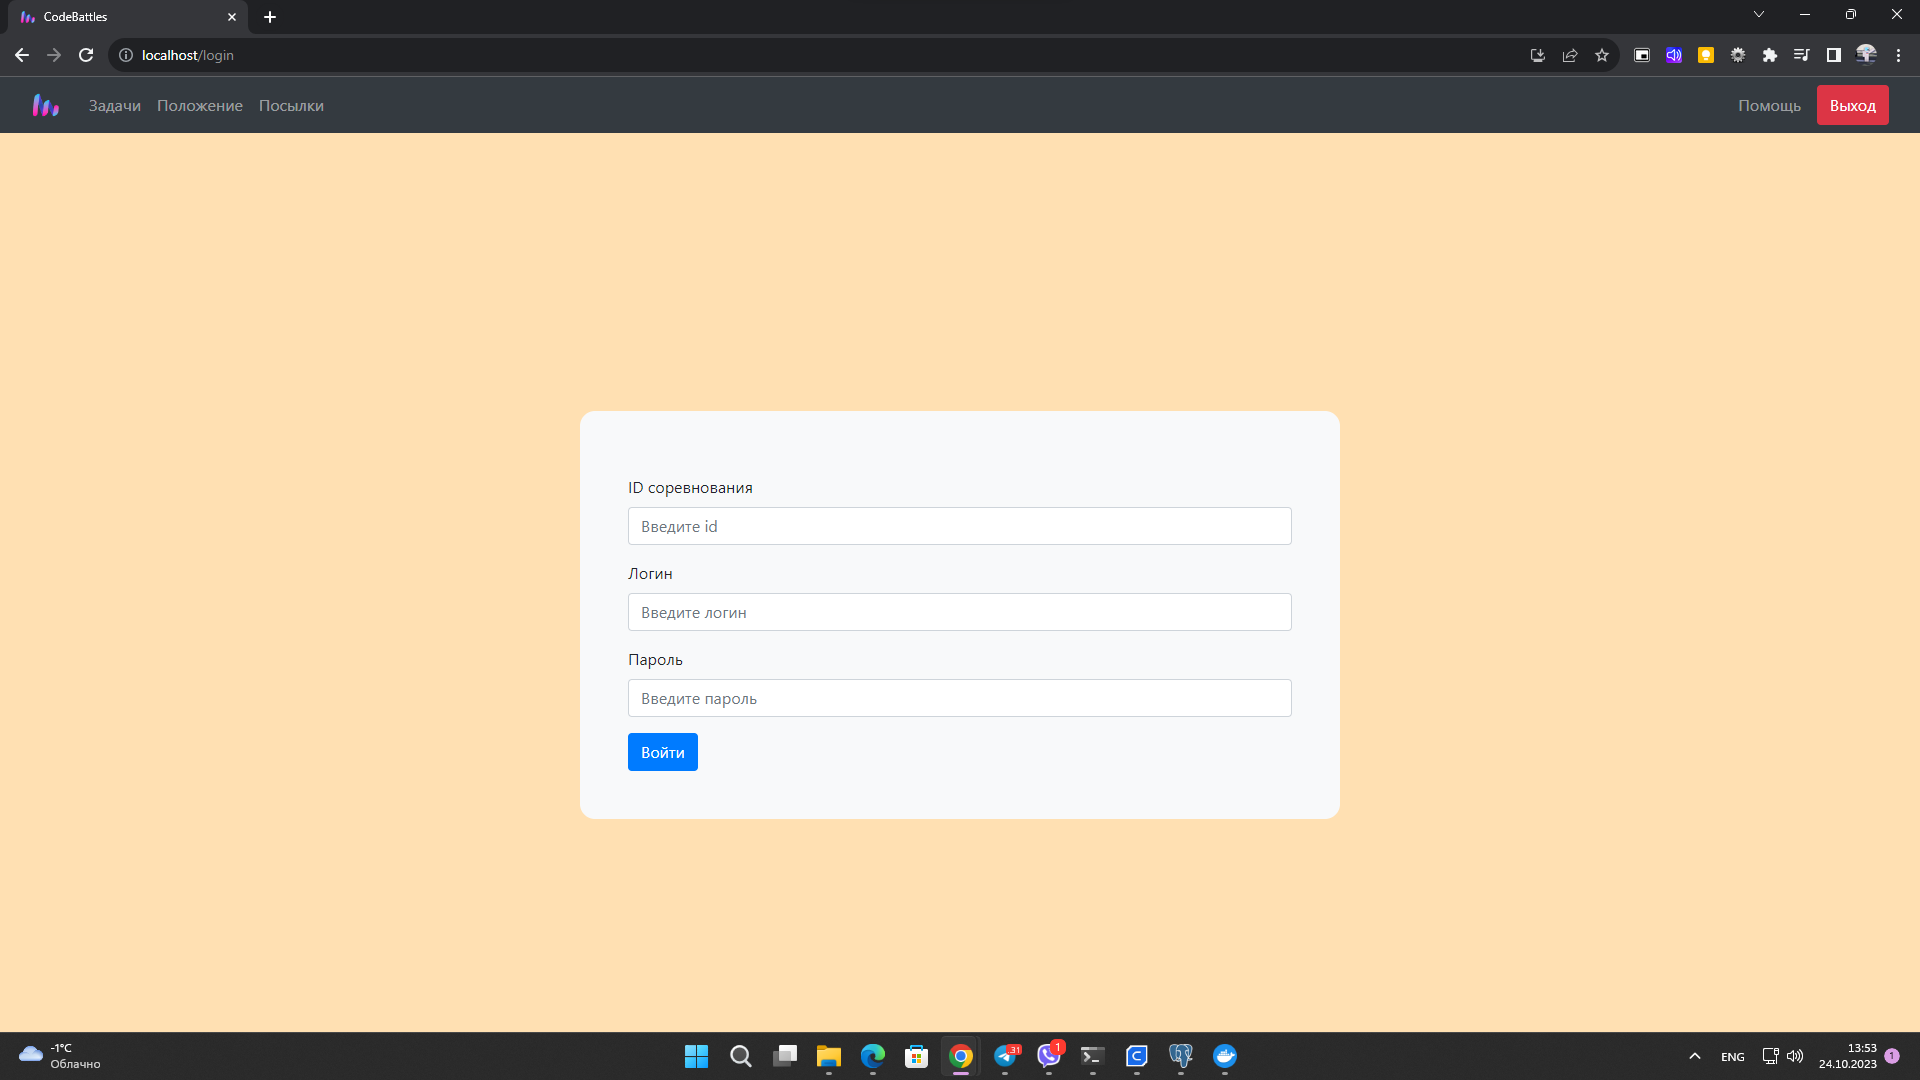 CodeBattles
localhost/login
Задачи Положение Посылки Помощь Выход
ID соревнования
Введите id
Логин
Введите логин
Пароль
Введите пароль
Войти
-1°C
Облачно
31
1
ENG
13:53
24.10.2023
1